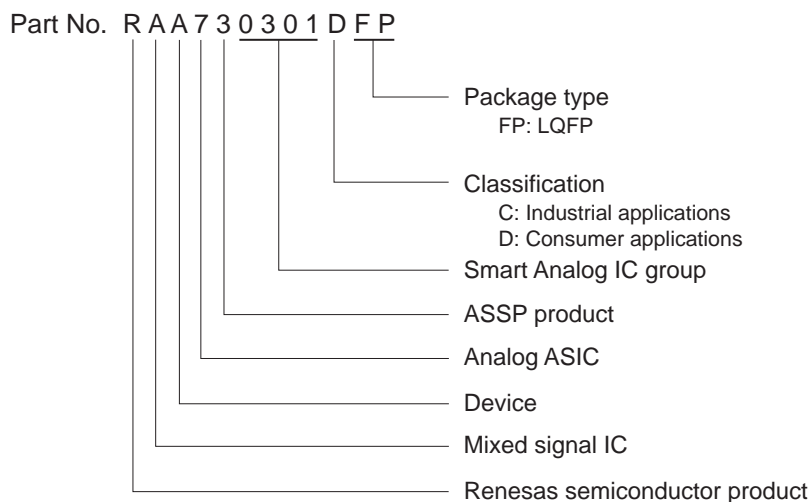 Part No. R A A 7 3 0 3 0 1 D F P
Package type
FP: LQFP
Classification
C: Industrial applications
D: Consumer applications
Smart Analog IC group
ASSP product
Analog ASIC
Device
Mixed signal IC
Renesas semiconductor product